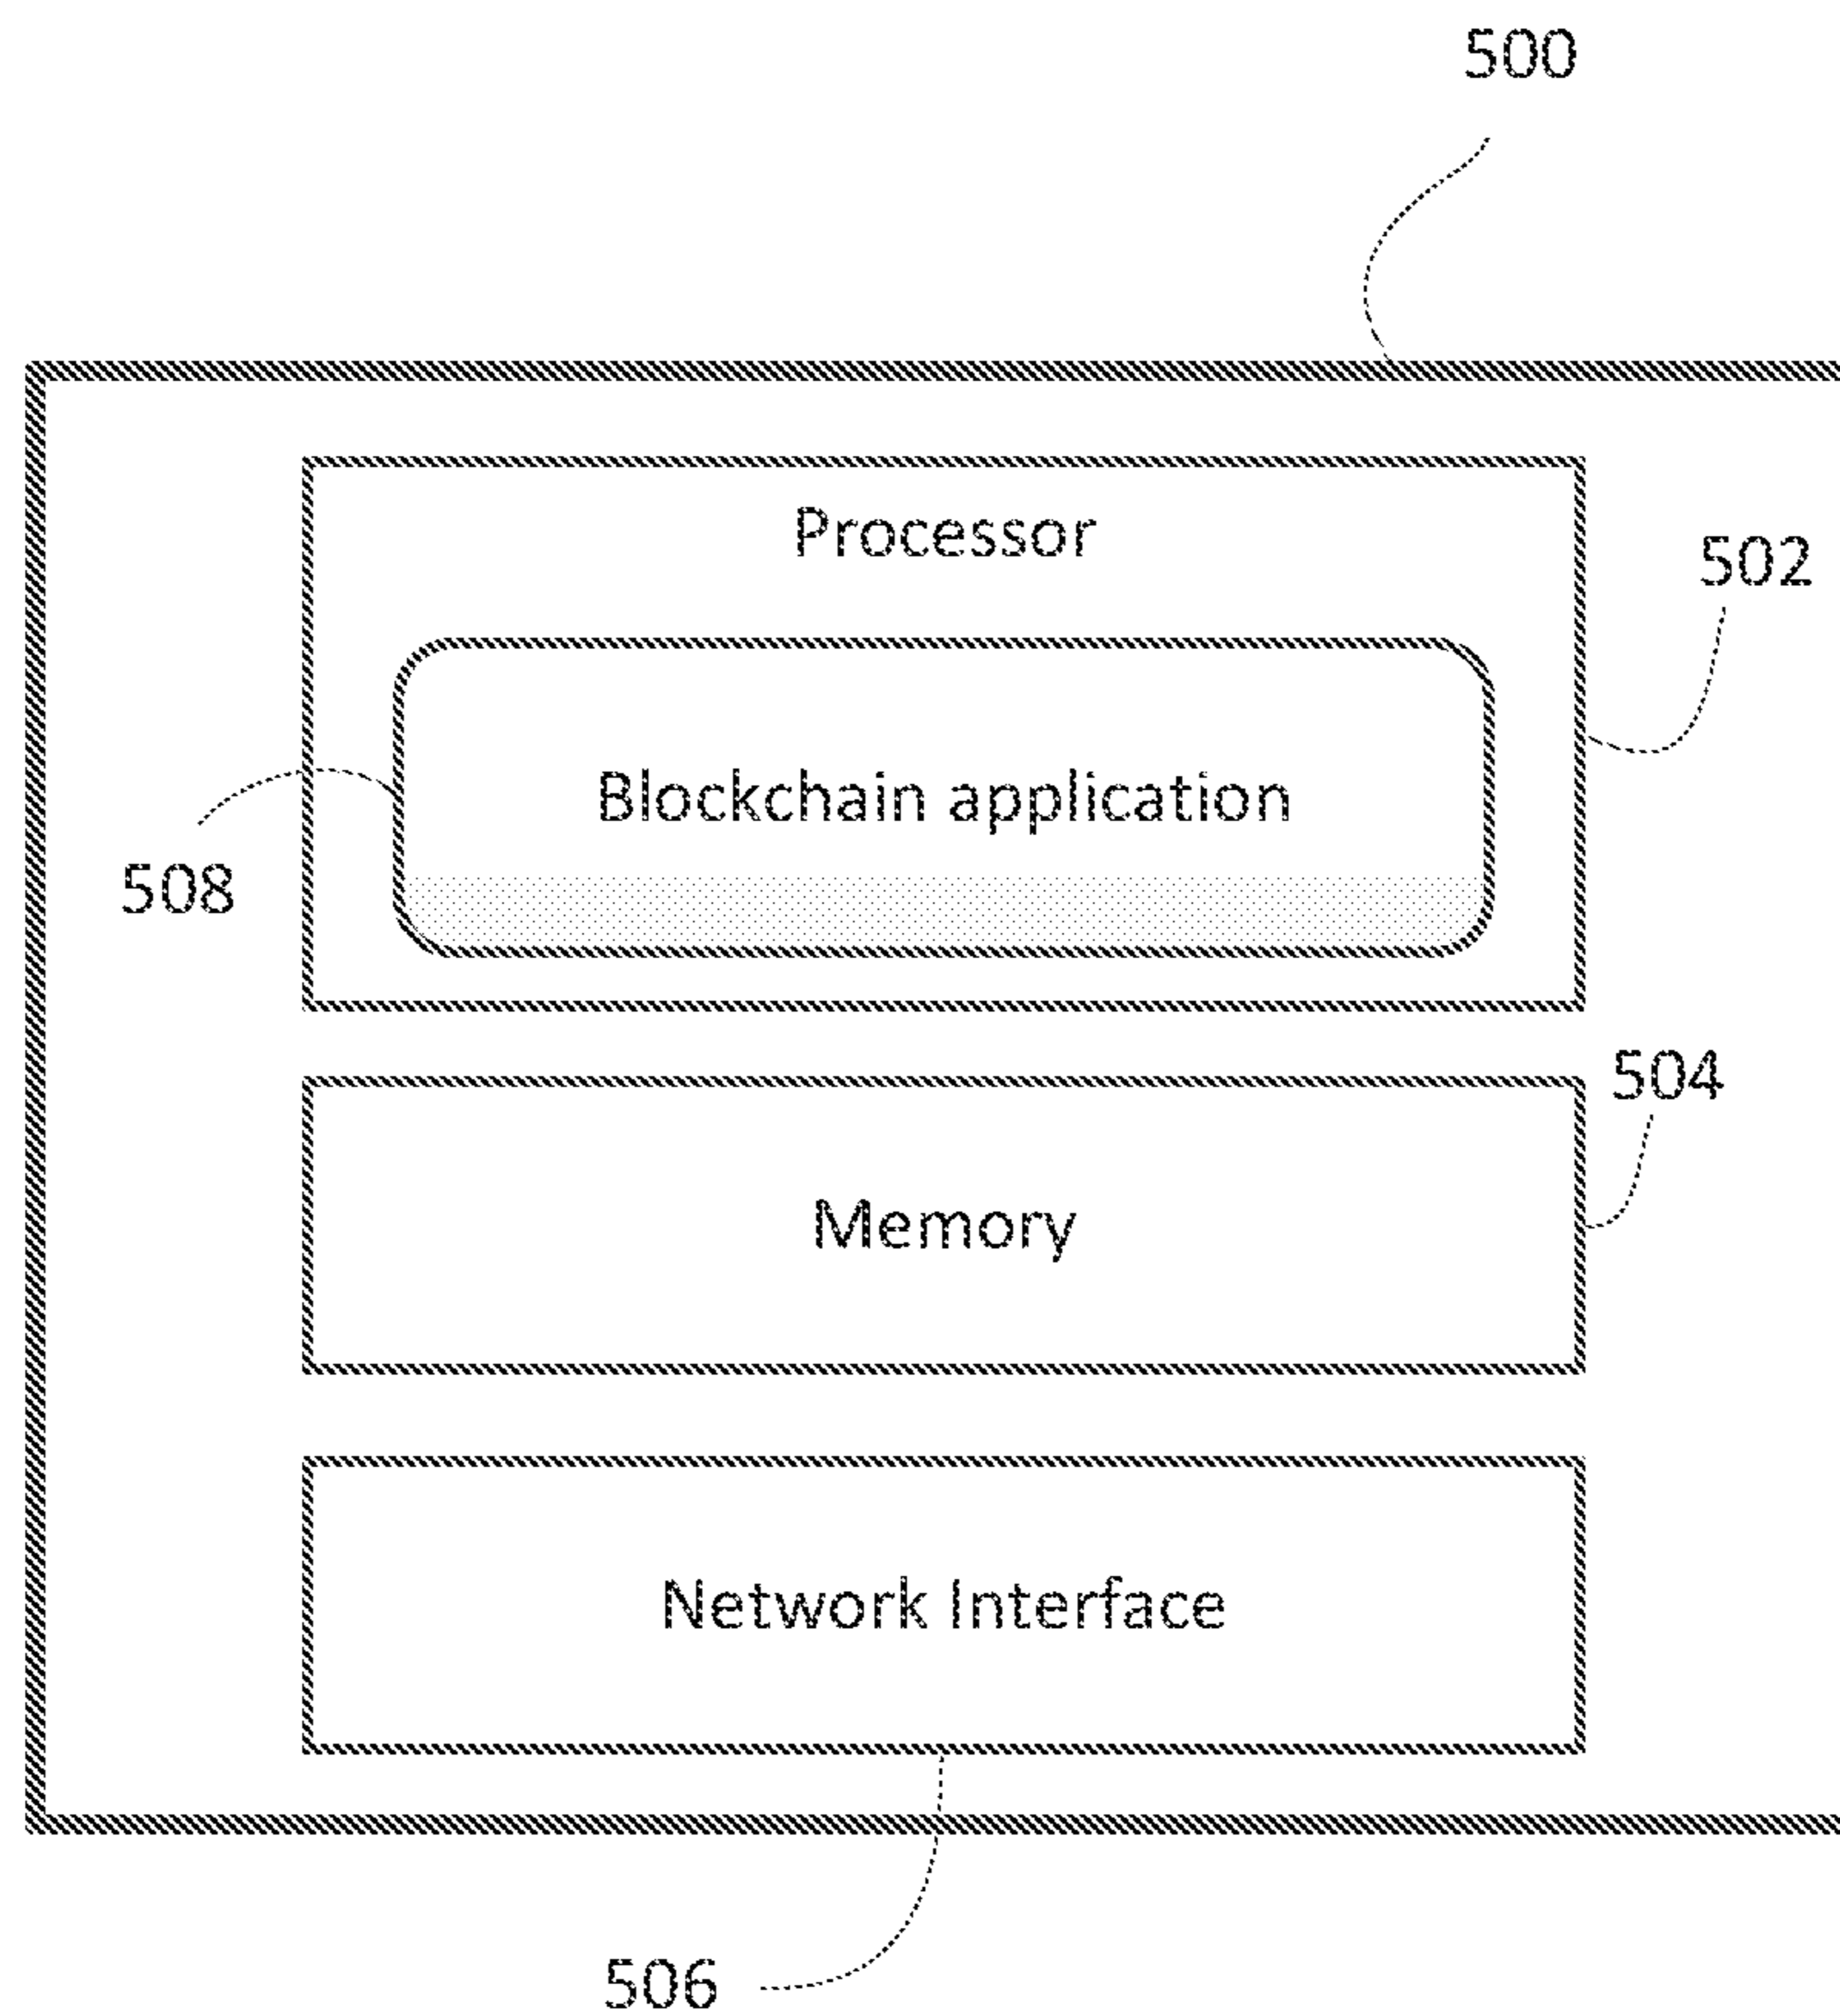 500
Processor
502
Blockchain application
508
504
Memory
Network Interface
506